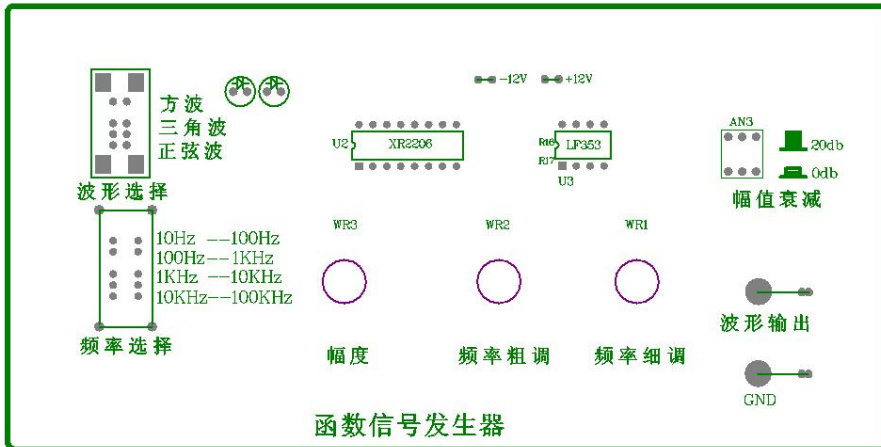 -12V
+12V
方波
三角波
正弦波
波形选择
U2
XR2206
R16
R17
LF353
U3
AN3
20db
0db
幅值衰减
10Hz --100Hz
100Hz--1KHz
1KHz --10KHz
10KHz--100KHz
频率选择
WR3
WR2
WR1
幅度
频率粗调
频率细调
波形输出
GND
函数信号发生器